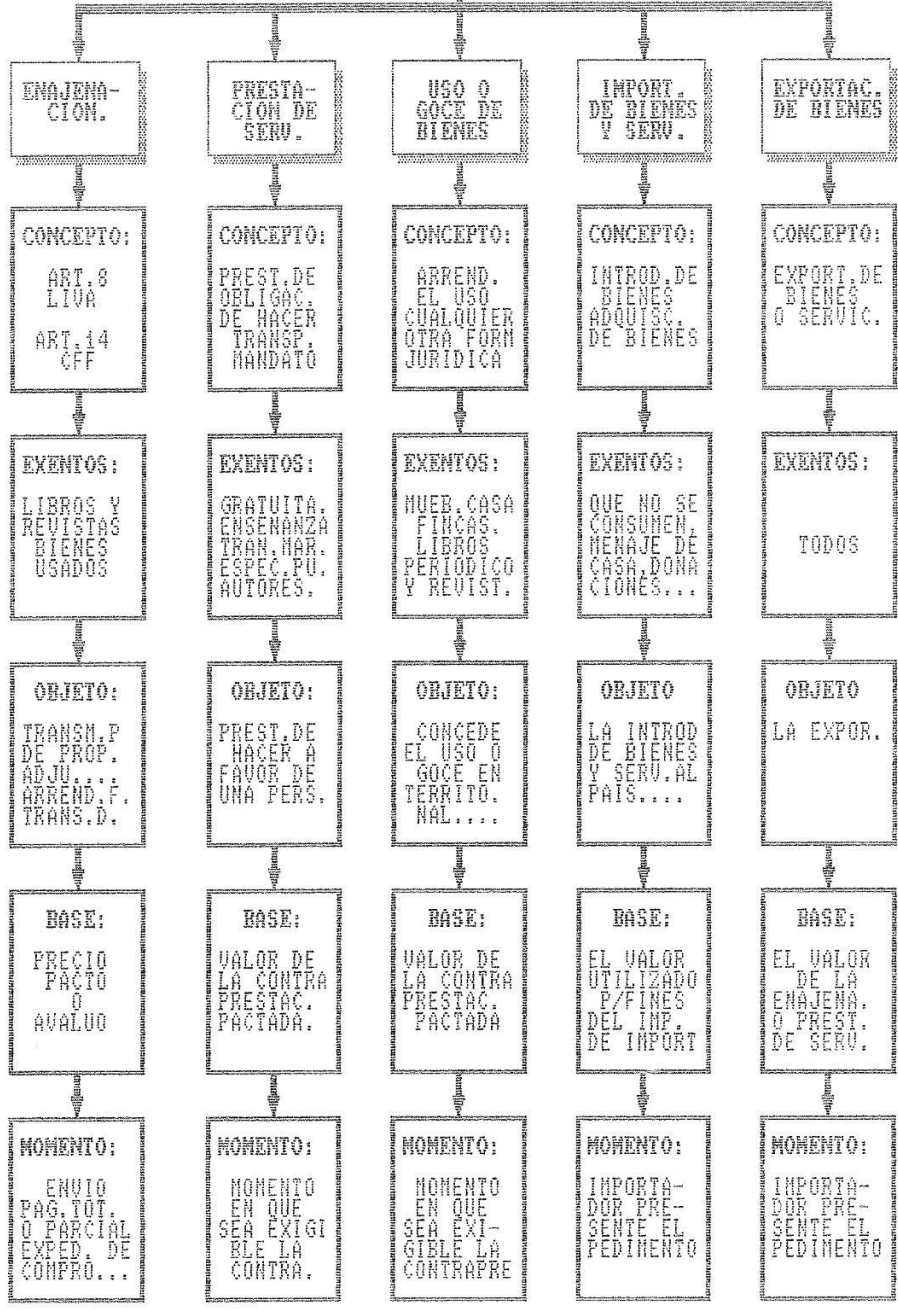 ENAJENA-
CION.
PRESTA-
CION DE
SERV.
USO O
GOCE DE
BIENES
IMPORT.
DE BIENES
Y SERV.
EXPORTAC.
DE BIENES
CONCEPTO:
ART.8
LIVA
ART.14
CFF
CONCEPTO:
PREST.DE
OBLIGAC.
DE HACER
TRANSP.
MANDATO
CONCEPTO:
ARREND.
EL USO
CUALQUIER
OTRA FORM
JURIDICA
CONCEPTO:
INTROD.DE
BIENES
ADQUISC.
DE BIENES
CONCEPTO:
EXPORT.DE
BIENES
O SERVIC.
EXENTOS:
LIBROS Y
REVISTAS
BIENES
USADOS
EXENTOS:
GRATUITA.
ENSENANZA
TRAN.MAR.
ESPEC.PU.
AUTORES.
EXENTOS:
MUEB.CASA
FINCAS.
LIBROS
PERIODICO
Y REVIST.
EXENTOS:
QUE NO SE
CONSUMEN.
MENAJE DE
CASA,DONA
CIONES...
EXENTOS:
TODOS
OBJETO:
TRANSM.P
DE PROP.
ADJU....
ARREND.F.
TRANS.D.
OBJETO:
PREST.DE
HACER A
FAVOR DE
UNA PERS.
OBJETO:
CONCEDE
EL USO O
GOCE EN
TERRITO.
NAL....
OBJETO
LA INTROD
DE BIENES
Y SERV.AL
PAIS....
OBJETO
LA EXPOR.
BASE:
PRECIO
PACTO
O
AVALUO
BASE:
VALOR DE
LA CONTRA
PRESTAC.
PACTADA.
BASE:
VALOR DE
LA CONTRA
PRESTAC.
PACTADA
BASE:
EL VALOR
UTILIZADO
P/FINES
DEL IMP.
DE IMPORT
BASE:
EL VALOR
DE LA
ENAJENA.
O PREST.
DE SERV.
MOMENTO:
ENVIO
PAG.TOT.
O PARCIAL
EXPED. DE
COMPRO...
MOMENTO:
MOMENTO
EN QUE
SEA EXIGI
BLE LA
CONTRA.
MOMENTO:
MOMENTO
EN QUE
SEA EXI-
GIBLE LA
CONTRAPRE
MOMENTO:
IMPORTA-
DOR PRE-
SENTE EL
PEDIMENTO
MOMENTO:
IMPORTA-
DOR PRE-
SENTE EL
PEDIMENTO